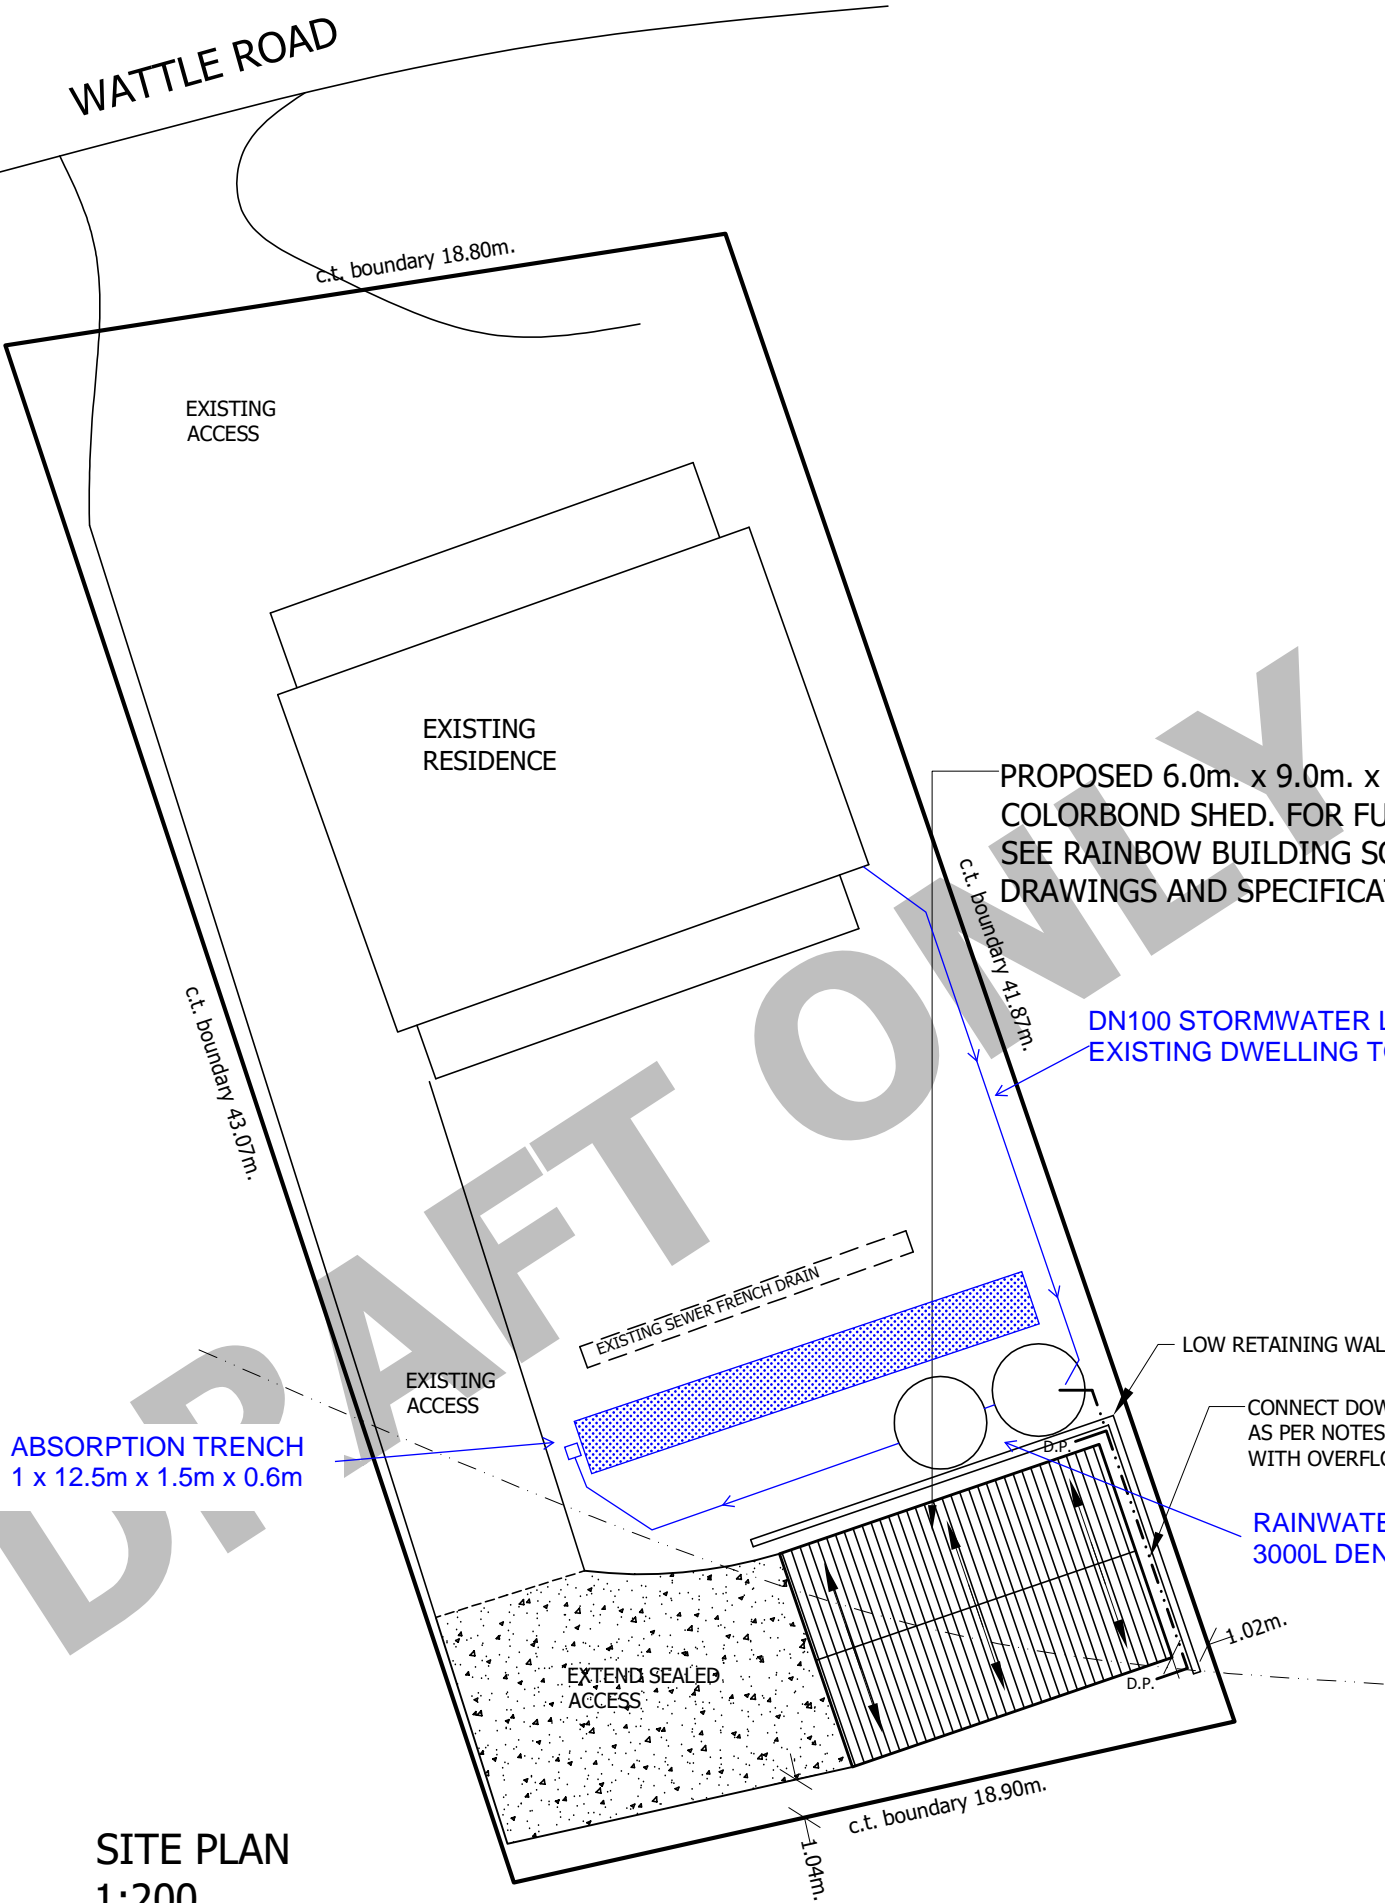 WATTLE ROAD
c.t. boundary 18.80m.
EXISTING
ACCESS
EXISTING
RESIDENCE
PROPOSED 6.0m. x 9.0m. x
COLORBOND SHED. FOR FU
SEE RAINBOW BUILDING SO
DRAWINGS AND SPECIFICAT
c.t. boundary 41.87m.
c.t. boundary 43.07m.
DN100 STORMWATER L
EXISTING DWELLING TO
DRAFT ONLY
EXISTING SEWER FRENCH DRAIN
LOW RETAINING WAL
EXISTING
ACCESS
CONNECT DOW
AS PER NOTES
WITH OVERFLO
ABSORPTION TRENCH
1 x 12.5m x 1.5m x 0.6m
D.P.
RAINWATE
3000L DEN
1.02m.
EXTEND SEALED
ACCESS
D.P.
c.t. boundary 18.90m.
1.04m.
SITE PLAN
1:200